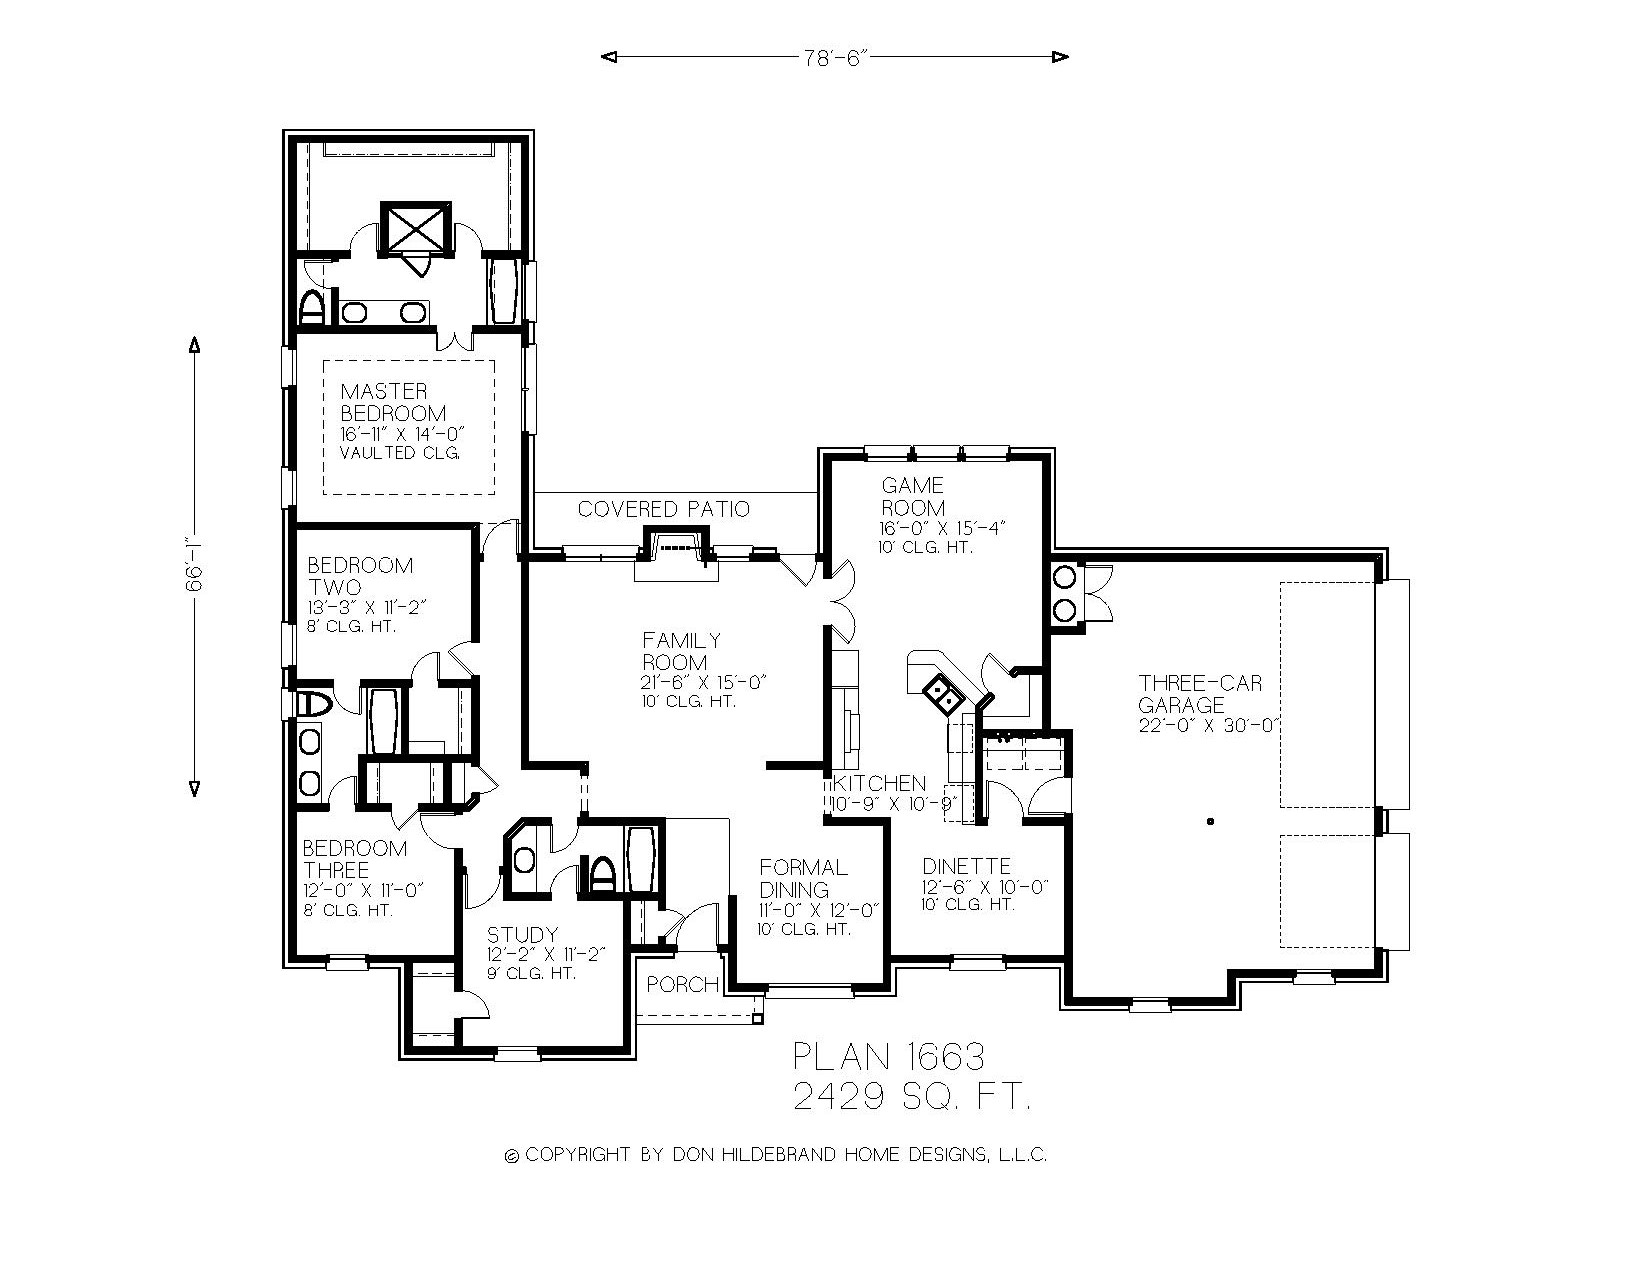 78'-6"
66'-1"
MASTER
BEDROOM
16'-11" X 14'-0"
VAULTED CLG.
COVERED PATIO
GAME
ROOM
16'-0" X 15'-4"
10' CLG. HT.
BEDROOM
TWO
13'-3" X 11'-2"
8' CLG. HT.
FAMILY
ROOM
21'-6" X 15'-0"
10' CLG. HT.
THREE-CAR
GARAGE
22'-0" X 30'-0"
KITCHEN
10'-9" X 10'-9"
BEDROOM
THREE
12'-0" X 11'-0"
8' CLG. HT.
FORMAL
DINING
11'-0" X 12'-0"
10' CLG. HT.
DINETTE
12'-6" X 10'-0"
10' CLG. HT.
STUDY
12'-2" X 11'-2"
9' CLG. HT.
PORCH
PLAN 1663
2429 SQ. FT.
© COPYRIGHT BY DON HILDEBRAND HOME DESIGNS, L.L.C.